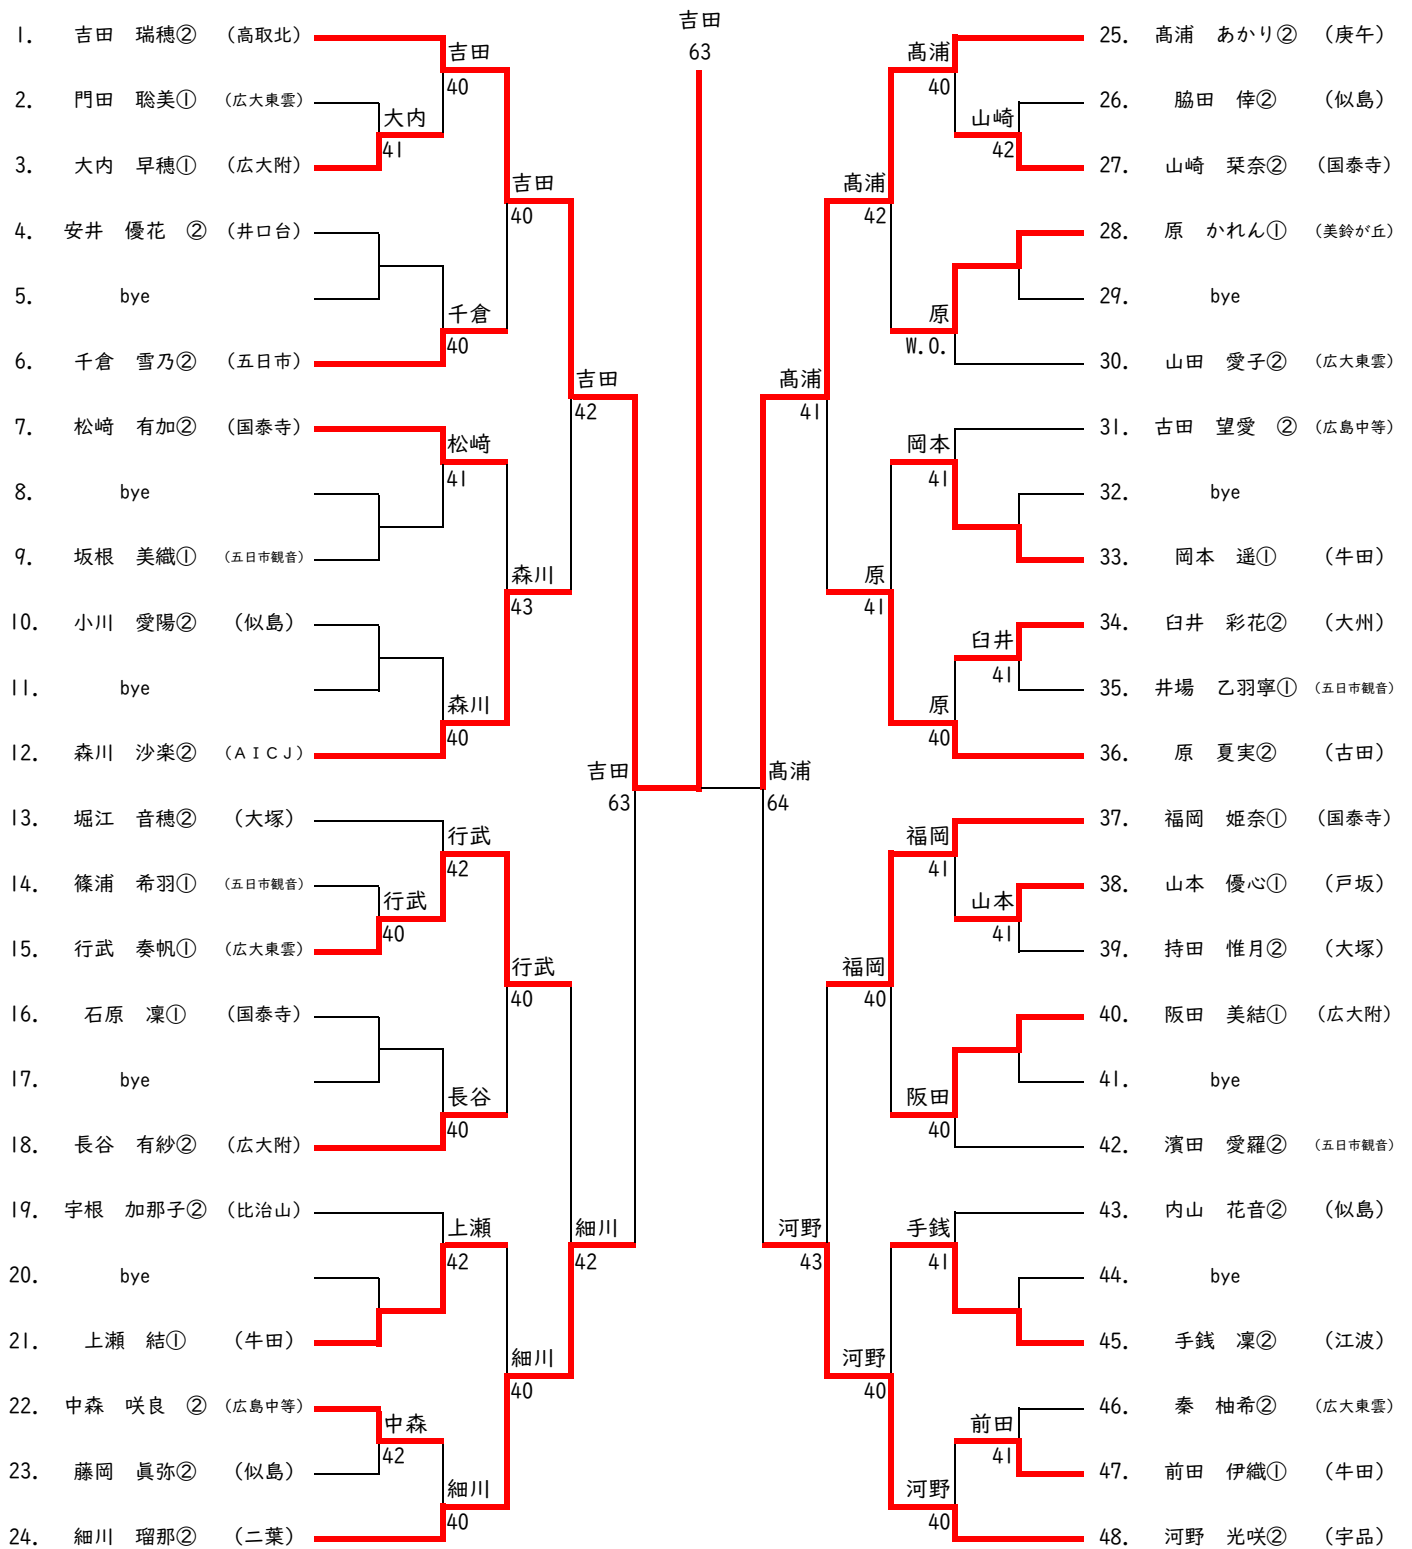 吉田
63
1. 吉田 瑞穂② (高取北)
2. 門田 聡美① (広大東雲)
3. 大内 早穂① (広大附)
4. 安井 優花 ② (井口台)
5. bye
6. 千倉 雪乃② (五日市)
7. 松﨑 有加② (国泰寺)
8. bye
9. 坂根 美織① (五日市観音)
10. 小川 愛陽② (似島)
11. bye
12. 森川 沙楽② (AICJ)
13. 堀江 音穂② (大塚)
14. 篠浦 希羽① (五日市観音)
15. 行武 奏帆① (広大東雲)
16. 石原 凜① (国泰寺)
17. bye
18. 長谷 有紗② (広大附)
19. 宇根 加那子② (比治山)
20. bye
21. 上瀬 結① (牛田)
22. 中森 咲良 ② (広島中等)
23. 藤岡 眞弥② (似島)
24. 細川 瑠那② (二葉)
大内
41
行武
40
中森
42
吉田
40
千倉
40
松﨑
41
森川
40
行武
42
長谷
40
上瀬
42
細川
40
吉田
40
森川
43
行武
40
細川
40
吉田
42
細川
42
吉田
63
髙浦
64
髙浦
41
河野
43
髙浦
42
原
41
福岡
40
河野
40
髙浦
40
原
W.O.
岡本
41
原
40
福岡
41
阪田
40
手銭
41
河野
40
山崎
42
臼井
41
山本
41
前田
41
25. 髙浦 あかり② (庚午)
26. 脇田 倖② (似島)
27. 山崎 栞奈② (国泰寺)
28. 原 かれん① (美鈴が丘)
29. bye
30. 山田 愛子② (広大東雲)
31. 古田 望愛 ② (広島中等)
32. bye
33. 岡本 遥① (牛田)
34. 臼井 彩花② (大州)
35. 井場 乙羽寧① (五日市観音)
36. 原 夏実② (古田)
37. 福岡 姫奈① (国泰寺)
38. 山本 優心① (戸坂)
39. 持田 惟月② (大塚)
40. 阪田 美結① (広大附)
41. bye
42. 濱田 愛羅② (五日市観音)
43. 内山 花音② (似島)
44. bye
45. 手銭 凜② (江波)
46. 秦 柚希② (広大東雲)
47. 前田 伊織① (牛田)
48. 河野 光咲② (宇品)